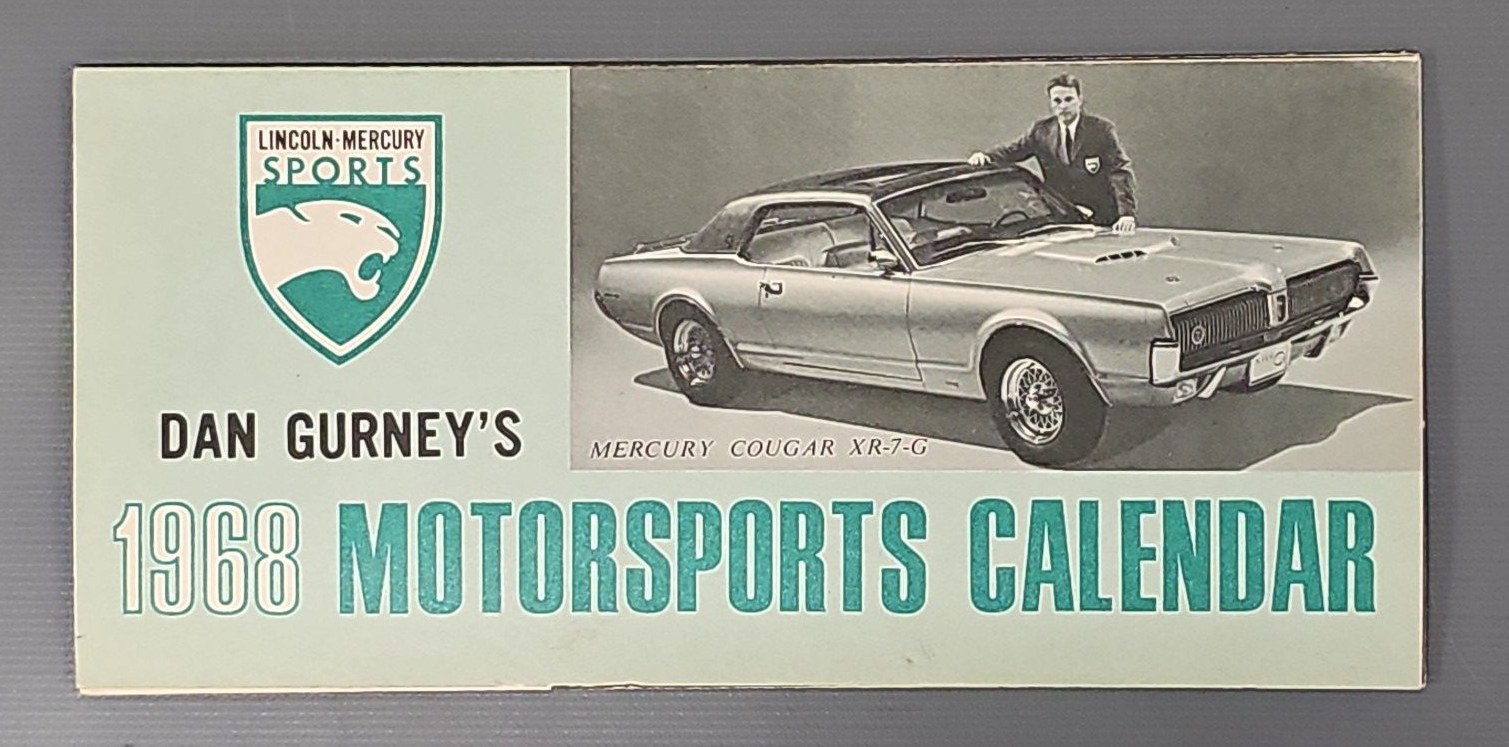 LINCOLN-MERCURY
SPORTS
DAN GURNEY'S
MERCURY COUGAR XR-7-G
1968 MOTORSPORTS CALENDAR